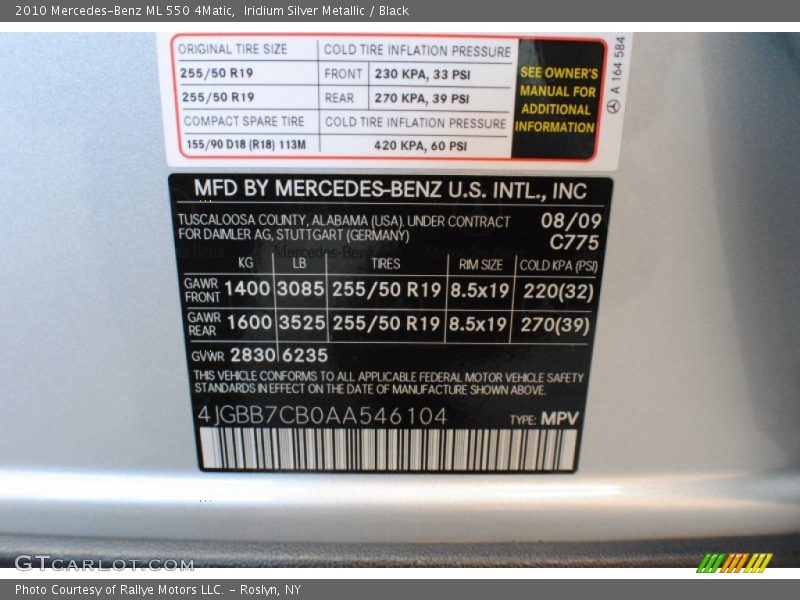 2010 Mercedes-Benz ML 550 4Matic,  Iridium Silver Metallic / Black
ORIGINAL TIRE SIZE COLD TIRE INFLATION PRESSURE
255/50 R19 FRONT 230 KPA, 33 PSI
255/50 R19 REAR 270 KPA, 39 PSI
COMPACT SPARE TIRE COLD TIRE INFLATION PRESSURE
155/90 D18 (R18) 113M 420 KPA, 60 PSI
SEE OWNER'S
MANUAL FOR
ADDITIONAL
INFORMATION
A 164 584
MFD BY MERCEDES-BENZ U.S. INTL., INC
TUSCALOOSA COUNTY, ALABAMA (USA). UNDER CONTRACT 08/09
FOR DAIMLER AG, STUTTGART (GERMANY) C775
KG LB TIRES RIM SIZE COLD KPA (PSI)
GAWR FRONT 1400 3085 255/50 R19 8.5x19 220(32)
GAWR REAR 1600 3525 255/50 R19 8.5x19 270(39)
GVWR 2830 6235
THIS VEHICLE CONFORMS TO ALL APPLICABLE FEDERAL MOTOR VEHICLE SAFETY
STANDARDS IN EFFECT ON THE DATE OF MANUFACTURE SHOWN ABOVE.
4JGBB7CB0AA546104 TYPE: MPV
GTCARLOT.COM
Photo Courtesy of Rallye Motors LLC. - Roslyn, NY